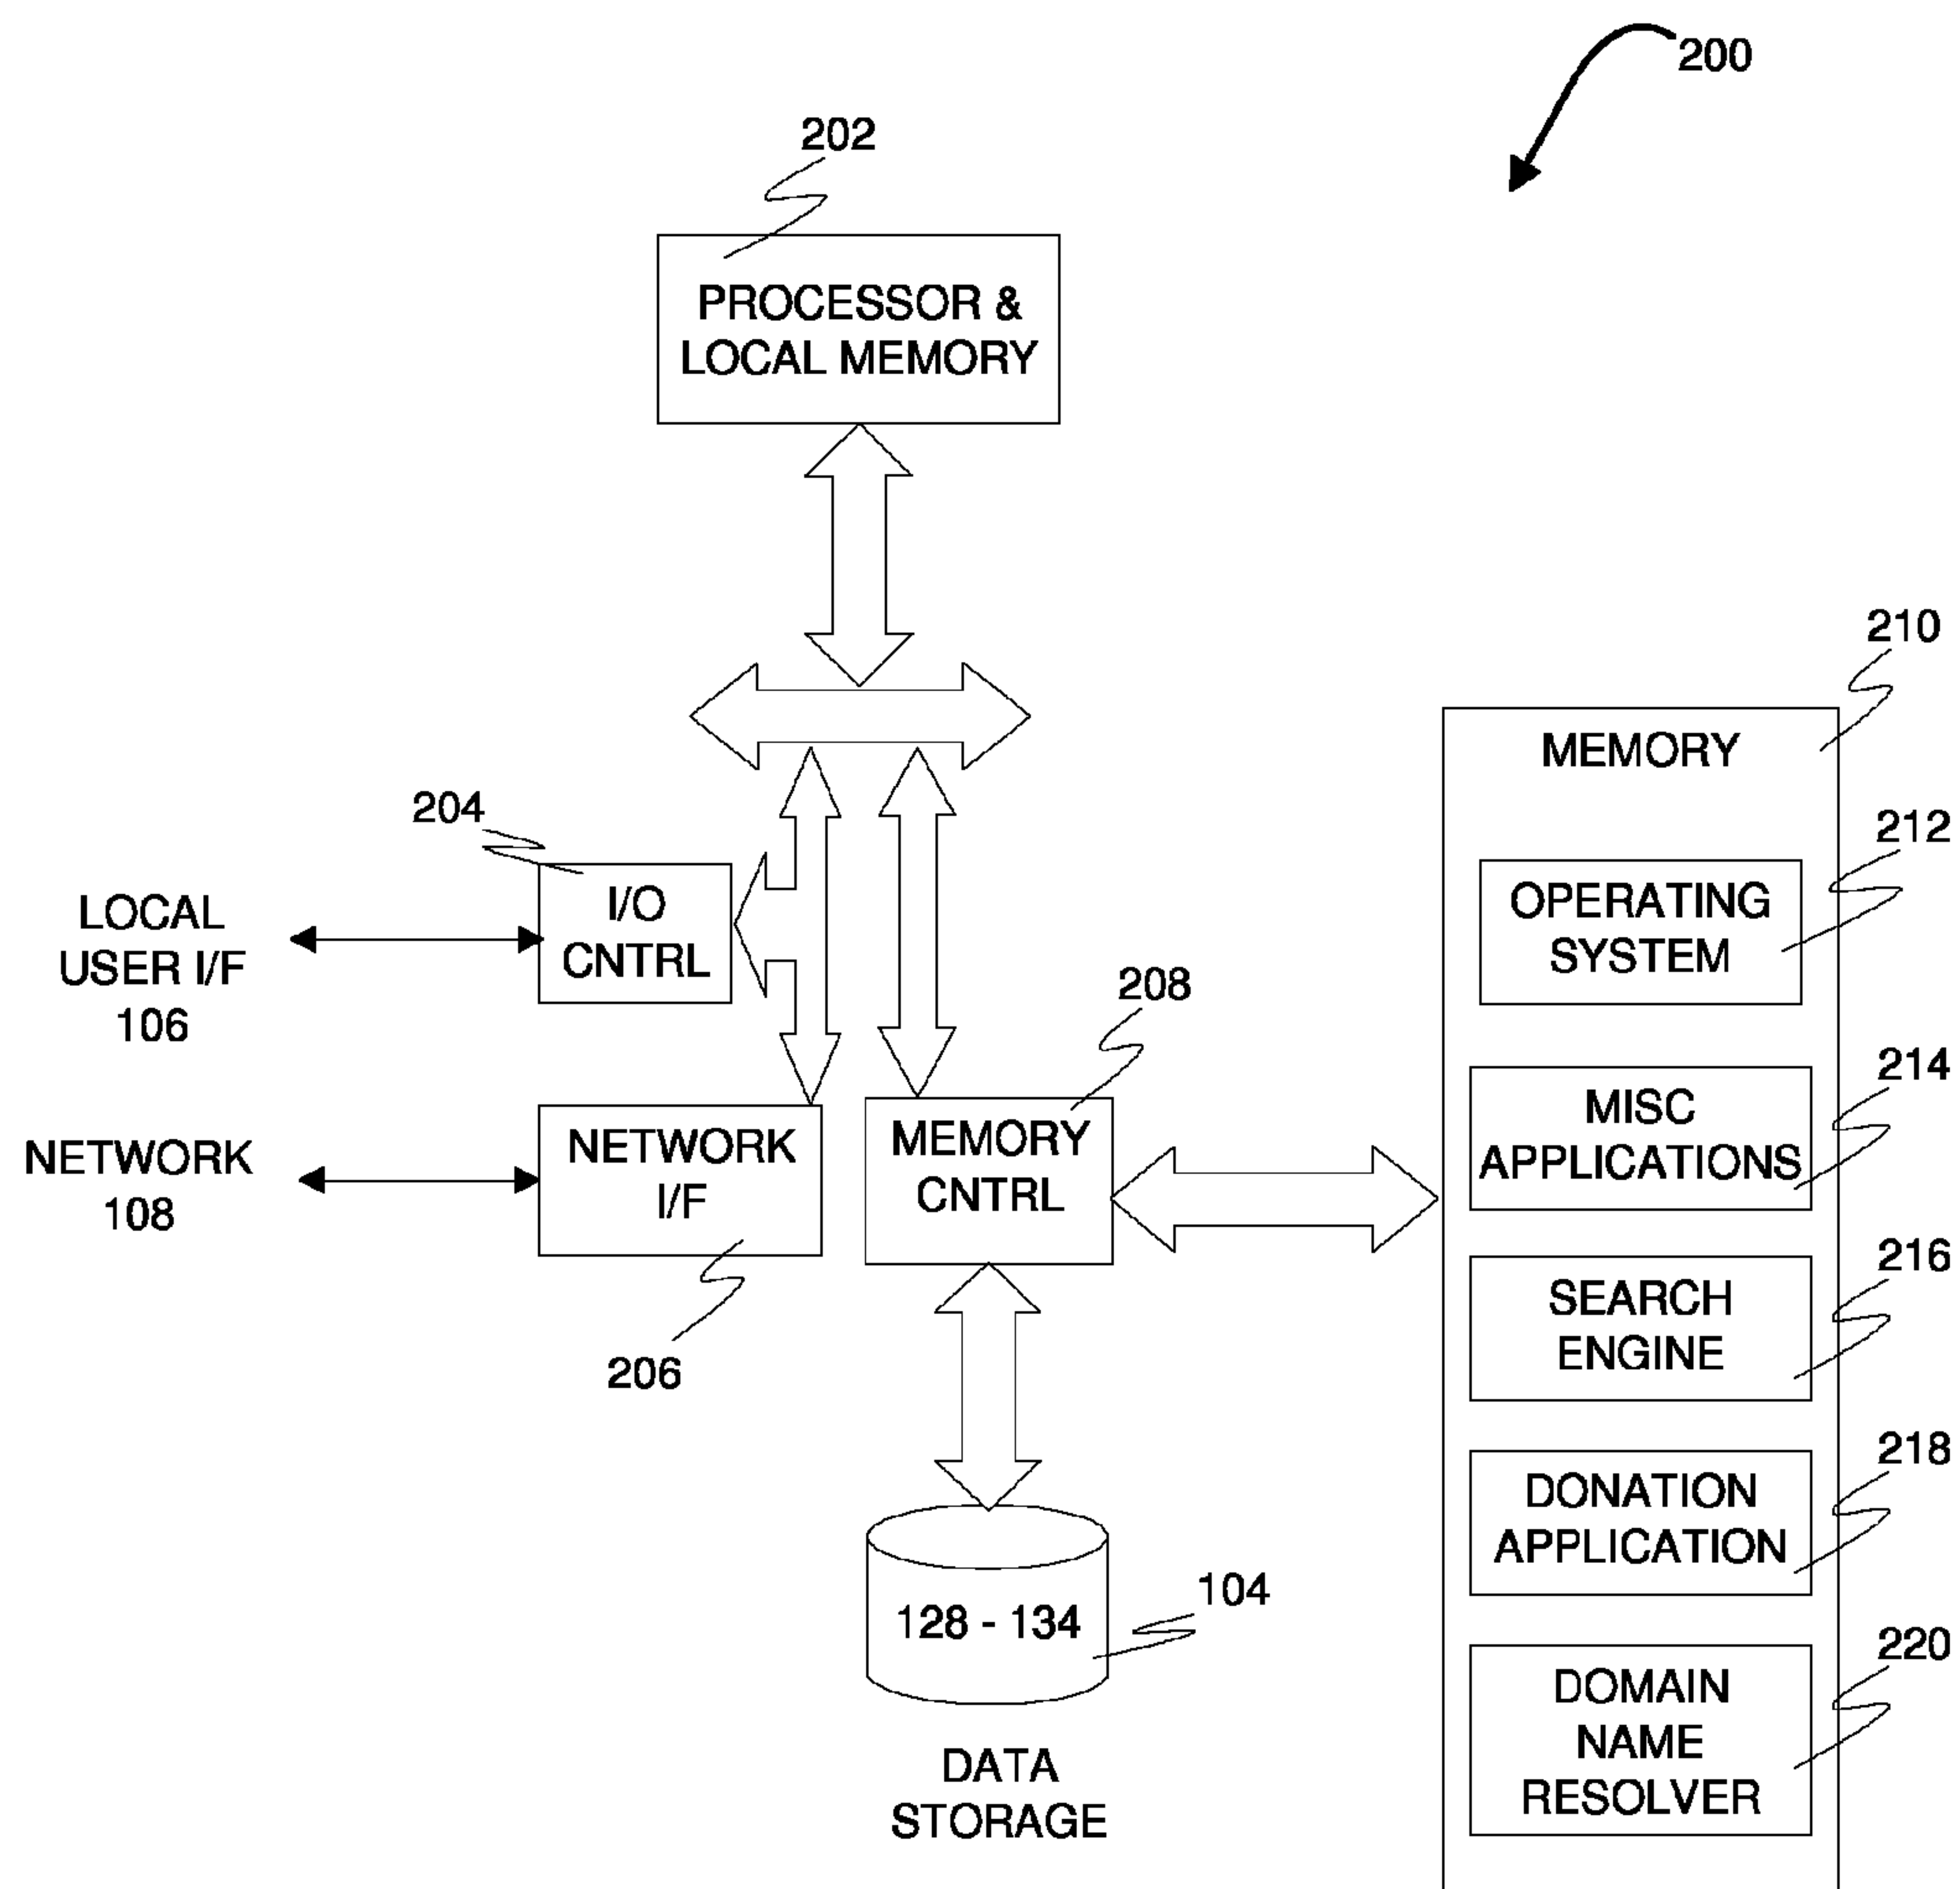 200
202
PROCESSOR &
LOCAL MEMORY
210
MEMORY
204
212
I/O
CNTRL
OPERATING
SYSTEM
LOCAL
USER I/F
106
208
214
MISC
APPLICATIONS
NETWORK
108
NETWORK
I/F
MEMORY
CNTRL
216
SEARCH
ENGINE
206
218
DONATION
APPLICATION
104
128 - 134
220
DOMAIN
NAME
RESOLVER
DATA
STORAGE